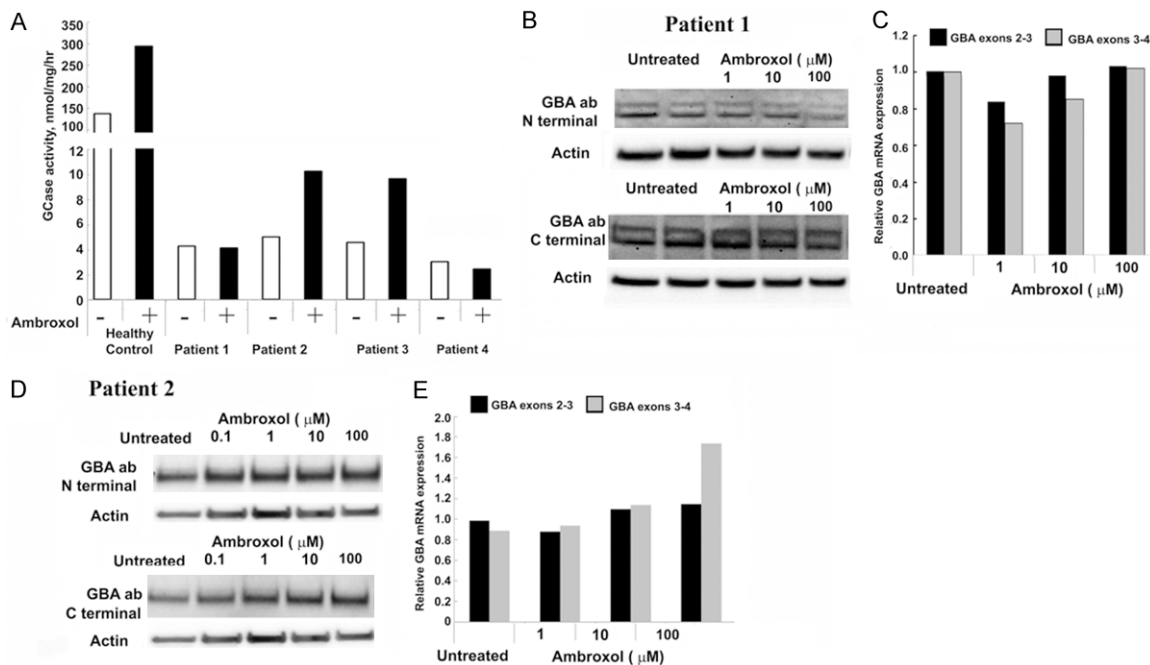 A
GCase activity, nmol/mg/hr
350
300
250
200
150
100
12
10
8
6
4
2
0
Ambroxol - + - + - + - + - +
Healthy Control Patient 1 Patient 2 Patient 3 Patient 4
B
Patient 1
Untreated Ambroxol ( µM)
1 10 100
GBA ab
N terminal
Actin
Untreated Ambroxol ( µM)
1 10 100
GBA ab
C terminal
Actin
C
GBA exons 2-3 GBA exons 3-4
Relative GBA mRNA expression
1.2
1.0
0.8
0.6
0.4
0.2
0.0
1 10 100
Untreated Ambroxol ( µM)
D
Patient 2
Ambroxol ( µM)
Untreated 0.1 1 10 100
GBA ab
N terminal
Actin
Ambroxol ( µM)
Untreated 0.1 1 10 100
GBA ab
C terminal
Actin
E
GBA exons 2-3 GBA exons 3-4
Relative GBA mRNA expression
2.0
1.8
1.6
1.4
1.2
1.0
0.8
0.6
0.4
0.2
0
1 10 100
Untreated Ambroxol ( µM)